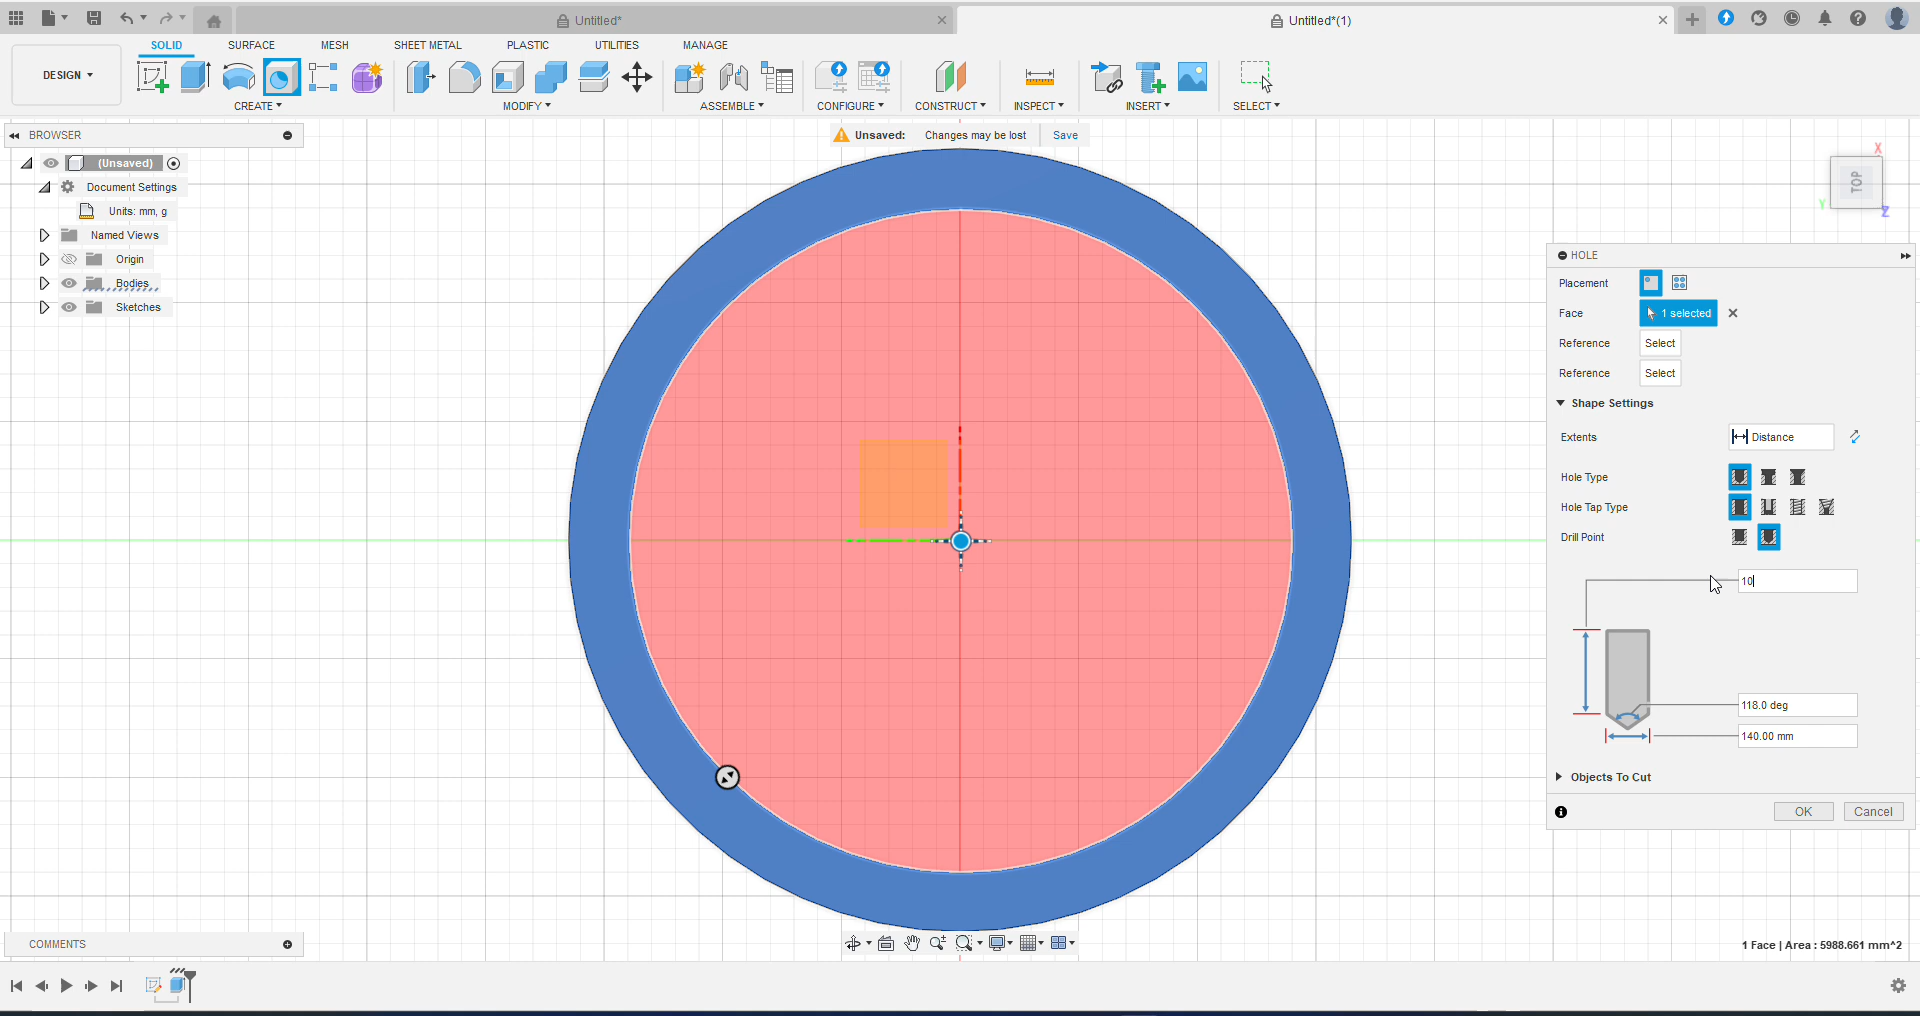 Untitled*
Untitled*(1)
DESIGN
SOLID
SURFACE
MESH
SHEET METAL
PLASTIC
UTILITIES
MANAGE
CREATE
MODIFY
ASSEMBLE
CONFIGURE
CONSTRUCT
INSPECT
INSERT
SELECT
BROWSER
Unsaved:
Changes may be lost
Save
(Unsaved)
Document Settings
Units: mm, g
Named Views
Origin
Bodies
Sketches
X
TOP
Y
Z
HOLE
Placement
Face
1 selected
Reference
Select
Reference
Select
Shape Settings
Extents
Distance
Hole Type
Hole Tap Type
Drill Point
10
118.0 deg
140.00 mm
Objects To Cut
OK
Cancel
COMMENTS
1 Face | Area : 5988.661 mm^2